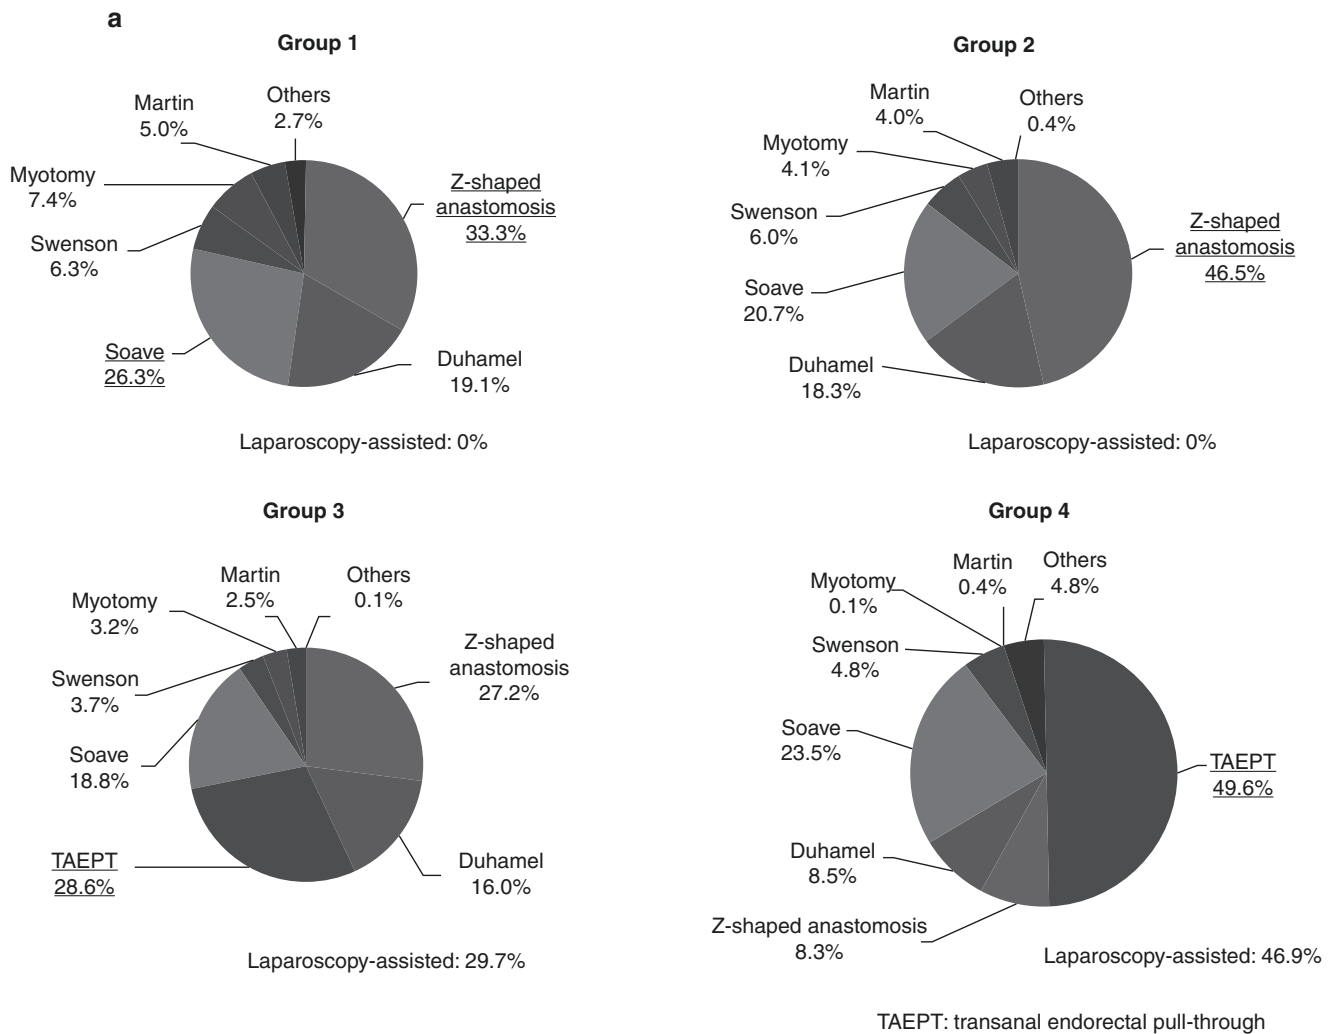 a
Group 1
Martin
5.0%
Others
2.7%
Myotomy
7.4%
Z-shaped
anastomosis
33.3%
Swenson
6.3%
Soave
26.3%
Duhamel
19.1%
Laparoscopy-assisted: 0%
Group 2
Martin
4.0%
Others
0.4%
Myotomy
4.1%
Swenson
6.0%
Z-shaped
anastomosis
46.5%
Soave
20.7%
Duhamel
18.3%
Laparoscopy-assisted: 0%
Group 3
Martin
2.5%
Others
0.1%
Myotomy
3.2%
Z-shaped
anastomosis
27.2%
Swenson
3.7%
Soave
18.8%
TAEPT
28.6%
Duhamel
16.0%
Laparoscopy-assisted: 29.7%
Group 4
Martin
0.4%
Others
4.8%
Myotomy
0.1%
Swenson
4.8%
Soave
23.5%
TAEPT
49.6%
Duhamel
8.5%
Z-shaped anastomosis
8.3%
Laparoscopy-assisted: 46.9%
TAEPT: transanal endorectal pull-through